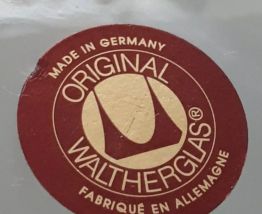 MADE IN GERMANY
ORIGINAL
WALTHERGLAS®
FABRIQUÉ EN ALLEMAGNE